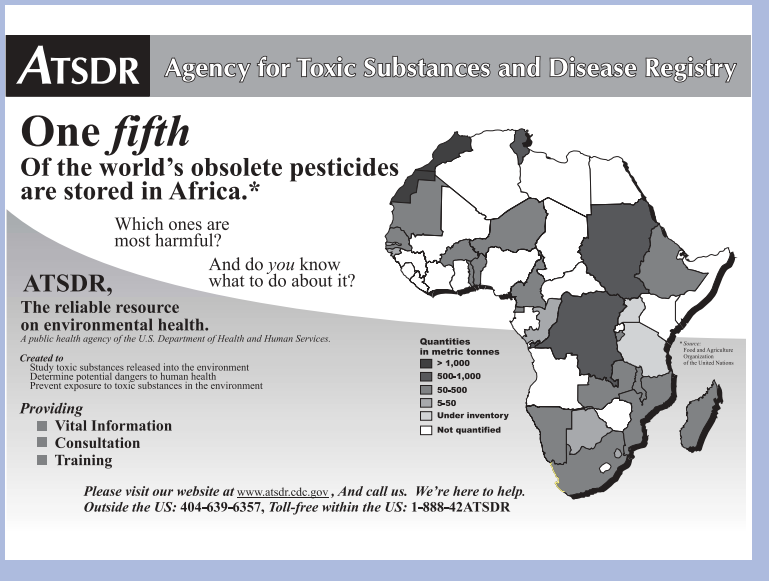 ATSDR Agency for Toxic Substances and Disease Registry
One fifth
Of the world's obsolete pesticides
are stored in Africa.*
Which ones are
most harmful?
And do you know
what to do about it?
ATSDR,
The reliable resource
on environmental health.
A public health agency of the U.S. Department of Health and Human Services.
Created to
Study toxic substances released into the environment
Determine potential dangers to human health
Prevent exposure to toxic substances in the environment
Providing
Vital Information
Consultation
Training
Quantities
in metric tonnes
> 1,000
500-1,000
50-500
5-50
Under inventory
Not quantified
* Source:
Food and Agriculture
Organization
of the United Nations
Please visit our website at www.atsdr.cdc.gov , And call us. We're here to help.
Outside the US: 404-639-6357, Toll-free within the US: 1-888-42ATSDR